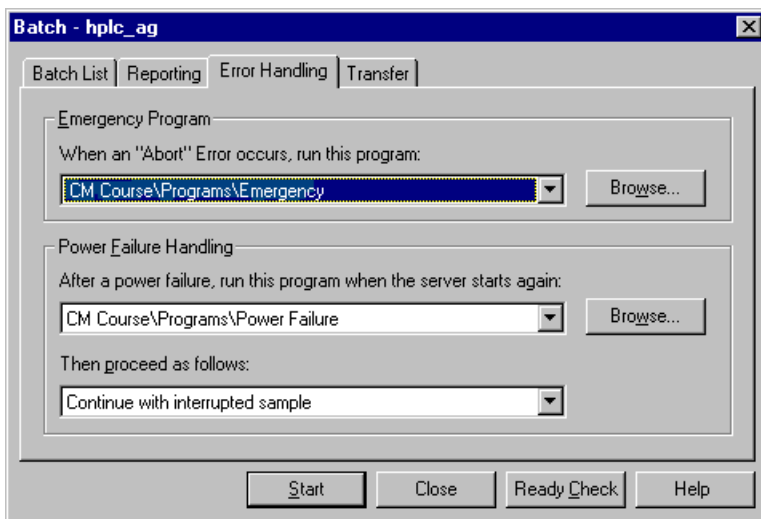 Batch - hplc_ag
Batch List Reporting Error Handling Transfer
Emergency Program
When an "Abort" Error occurs, run this program:
CM Course\Programs\Emergency Browse...
Power Failure Handling
After a power failure, run this program when the server starts again:
CM Course\Programs\Power Failure Browse...
Then proceed as follows:
Continue with interrupted sample
Start Close Ready Check Help